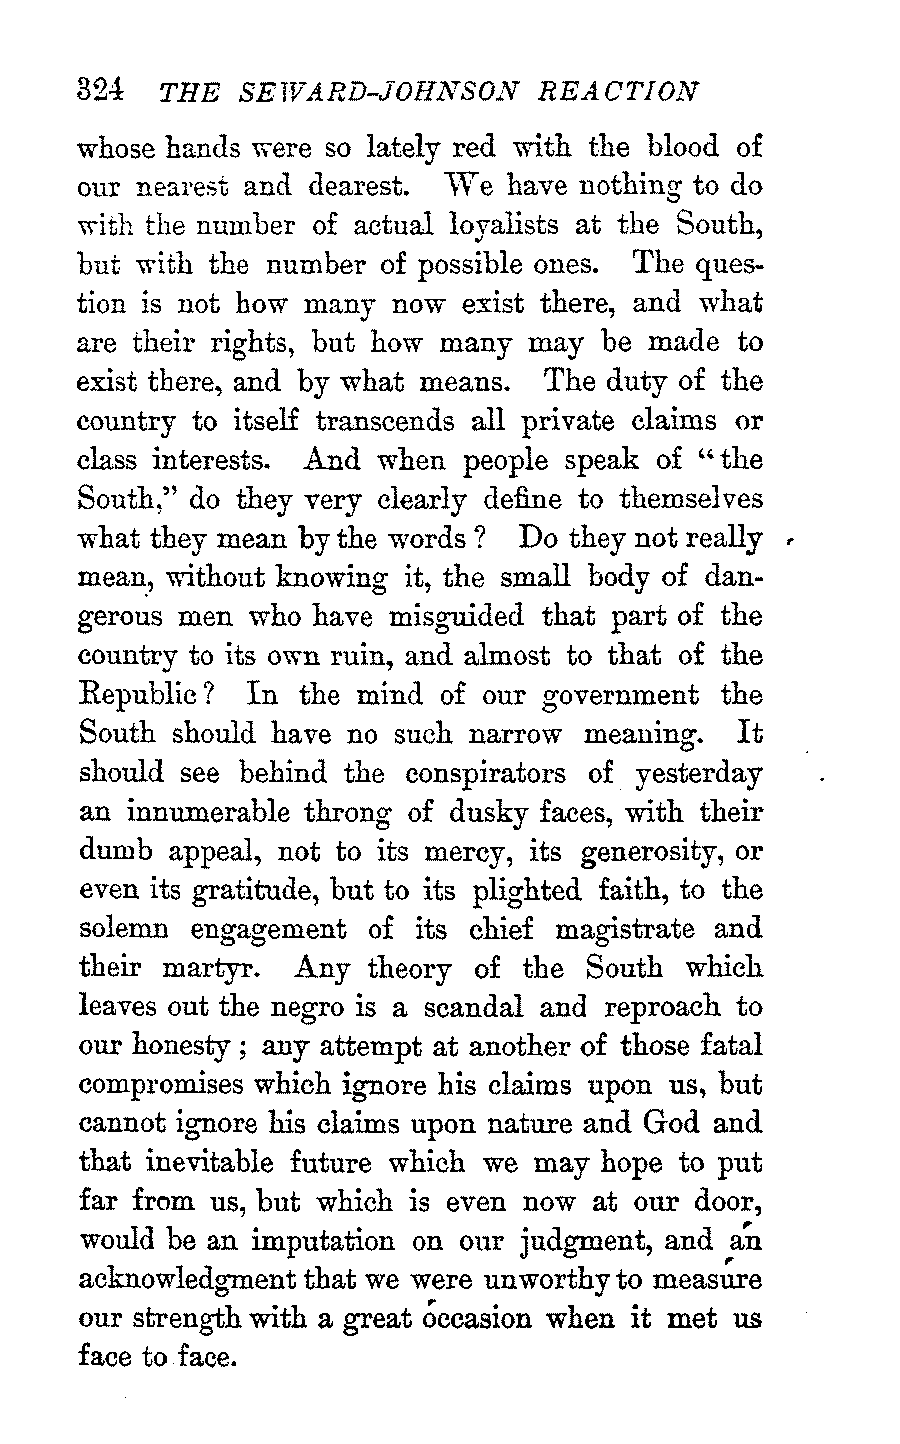 324 THE SEWARD-JOHNSON REACTION
whose hands were so lately red with the blood of
our nearest and dearest. We have nothing to do
with the number of actual loyalists at the South,
but with the number of possible ones. The ques-
tion is not how many now exist there, and what
are their rights, but how many may be made to
exist there, and by what means. The duty of the
country to itself transcends all private claims or
class interests. And when people speak of “the
South,” do they very clearly define to themselves
what they mean by the words? Do they not really
mean, without knowing it, the small body of dan-
gerous men who have misguided that part of the
country to its own ruin, and almost to that of the
Republic? In the mind of our government the
South should have no such narrow meaning. It
should see behind the conspirators of yesterday
an innumerable throng of dusky faces, with their
dumb appeal, not to its mercy, its generosity, or
even its gratitude, but to its plighted faith, to the
solemn engagement of its chief magistrate and
their martyr. Any theory of the South which
leaves out the negro is a scandal and reproach to
our honesty; any attempt at another of those fatal
compromises which ignore his claims upon us, but
cannot ignore his claims upon nature and God and
that inevitable future which we may hope to put
far from us, but which is even now at our door,
would be an imputation on our judgment, and an
acknowledgment that we were unworthy to measure
our strength with a great occasion when it met us
face to face.